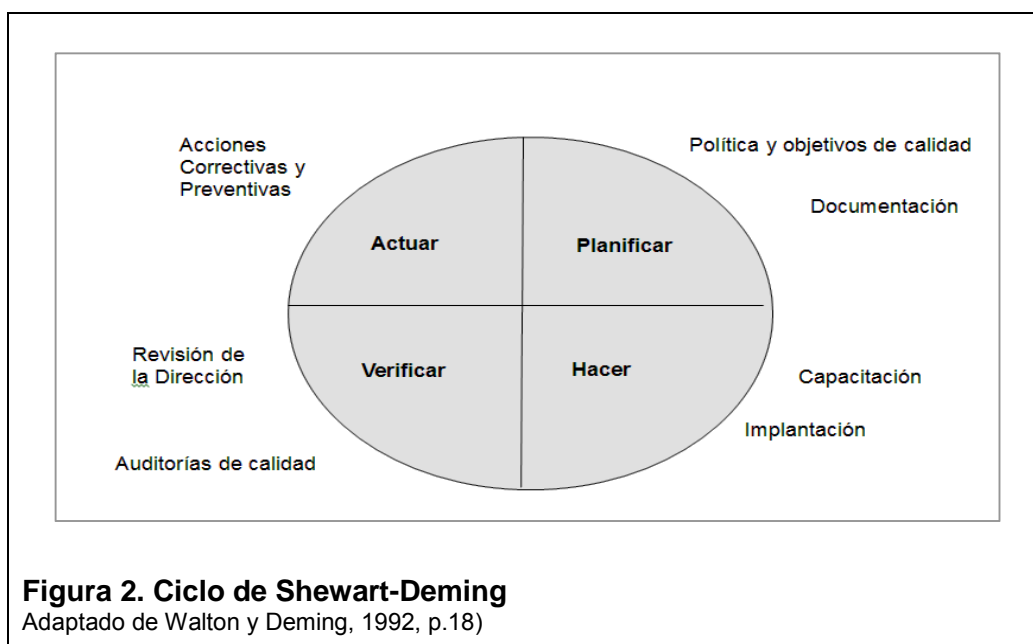 Acciones
Correctivas y
Preventivas
Política y objetivos de calidad
Documentación
Actuar
Planificar
Revisión de
la Dirección
Verificar
Hacer
Capacitación
Implantación
Auditorías de calidad
Figura 2. Ciclo de Shewart-Deming
Adaptado de Walton y Deming, 1992, p.18)